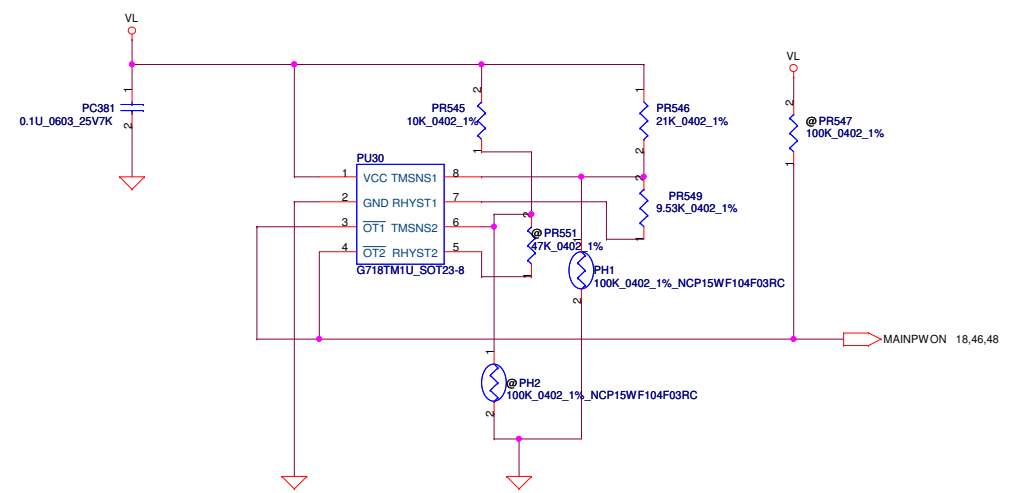 VL
VL
PC381
0.1U_0603_25V7K
1
2
PR545
10K_0402_1%
2
1
PR546
21K_0402_1%
1
2
@PR547
100K_0402_1%
2
1
PU30
1 VCC TMSNS1 8
2 GND RHYST1 7
3 OT1 TMSNS2 6
4 OT2 RHYST2 5
G718TM1U_SOT23-8
PR549
9.53K_0402_1%
2
1
@PR551
47K_0402_1%
2
1
PH1
100K_0402_1%_NCP15WF104F03RC
1
2
MAINPWON 18,46,48
@PH2
100K_0402_1%_NCP15WF104F03RC
1
2